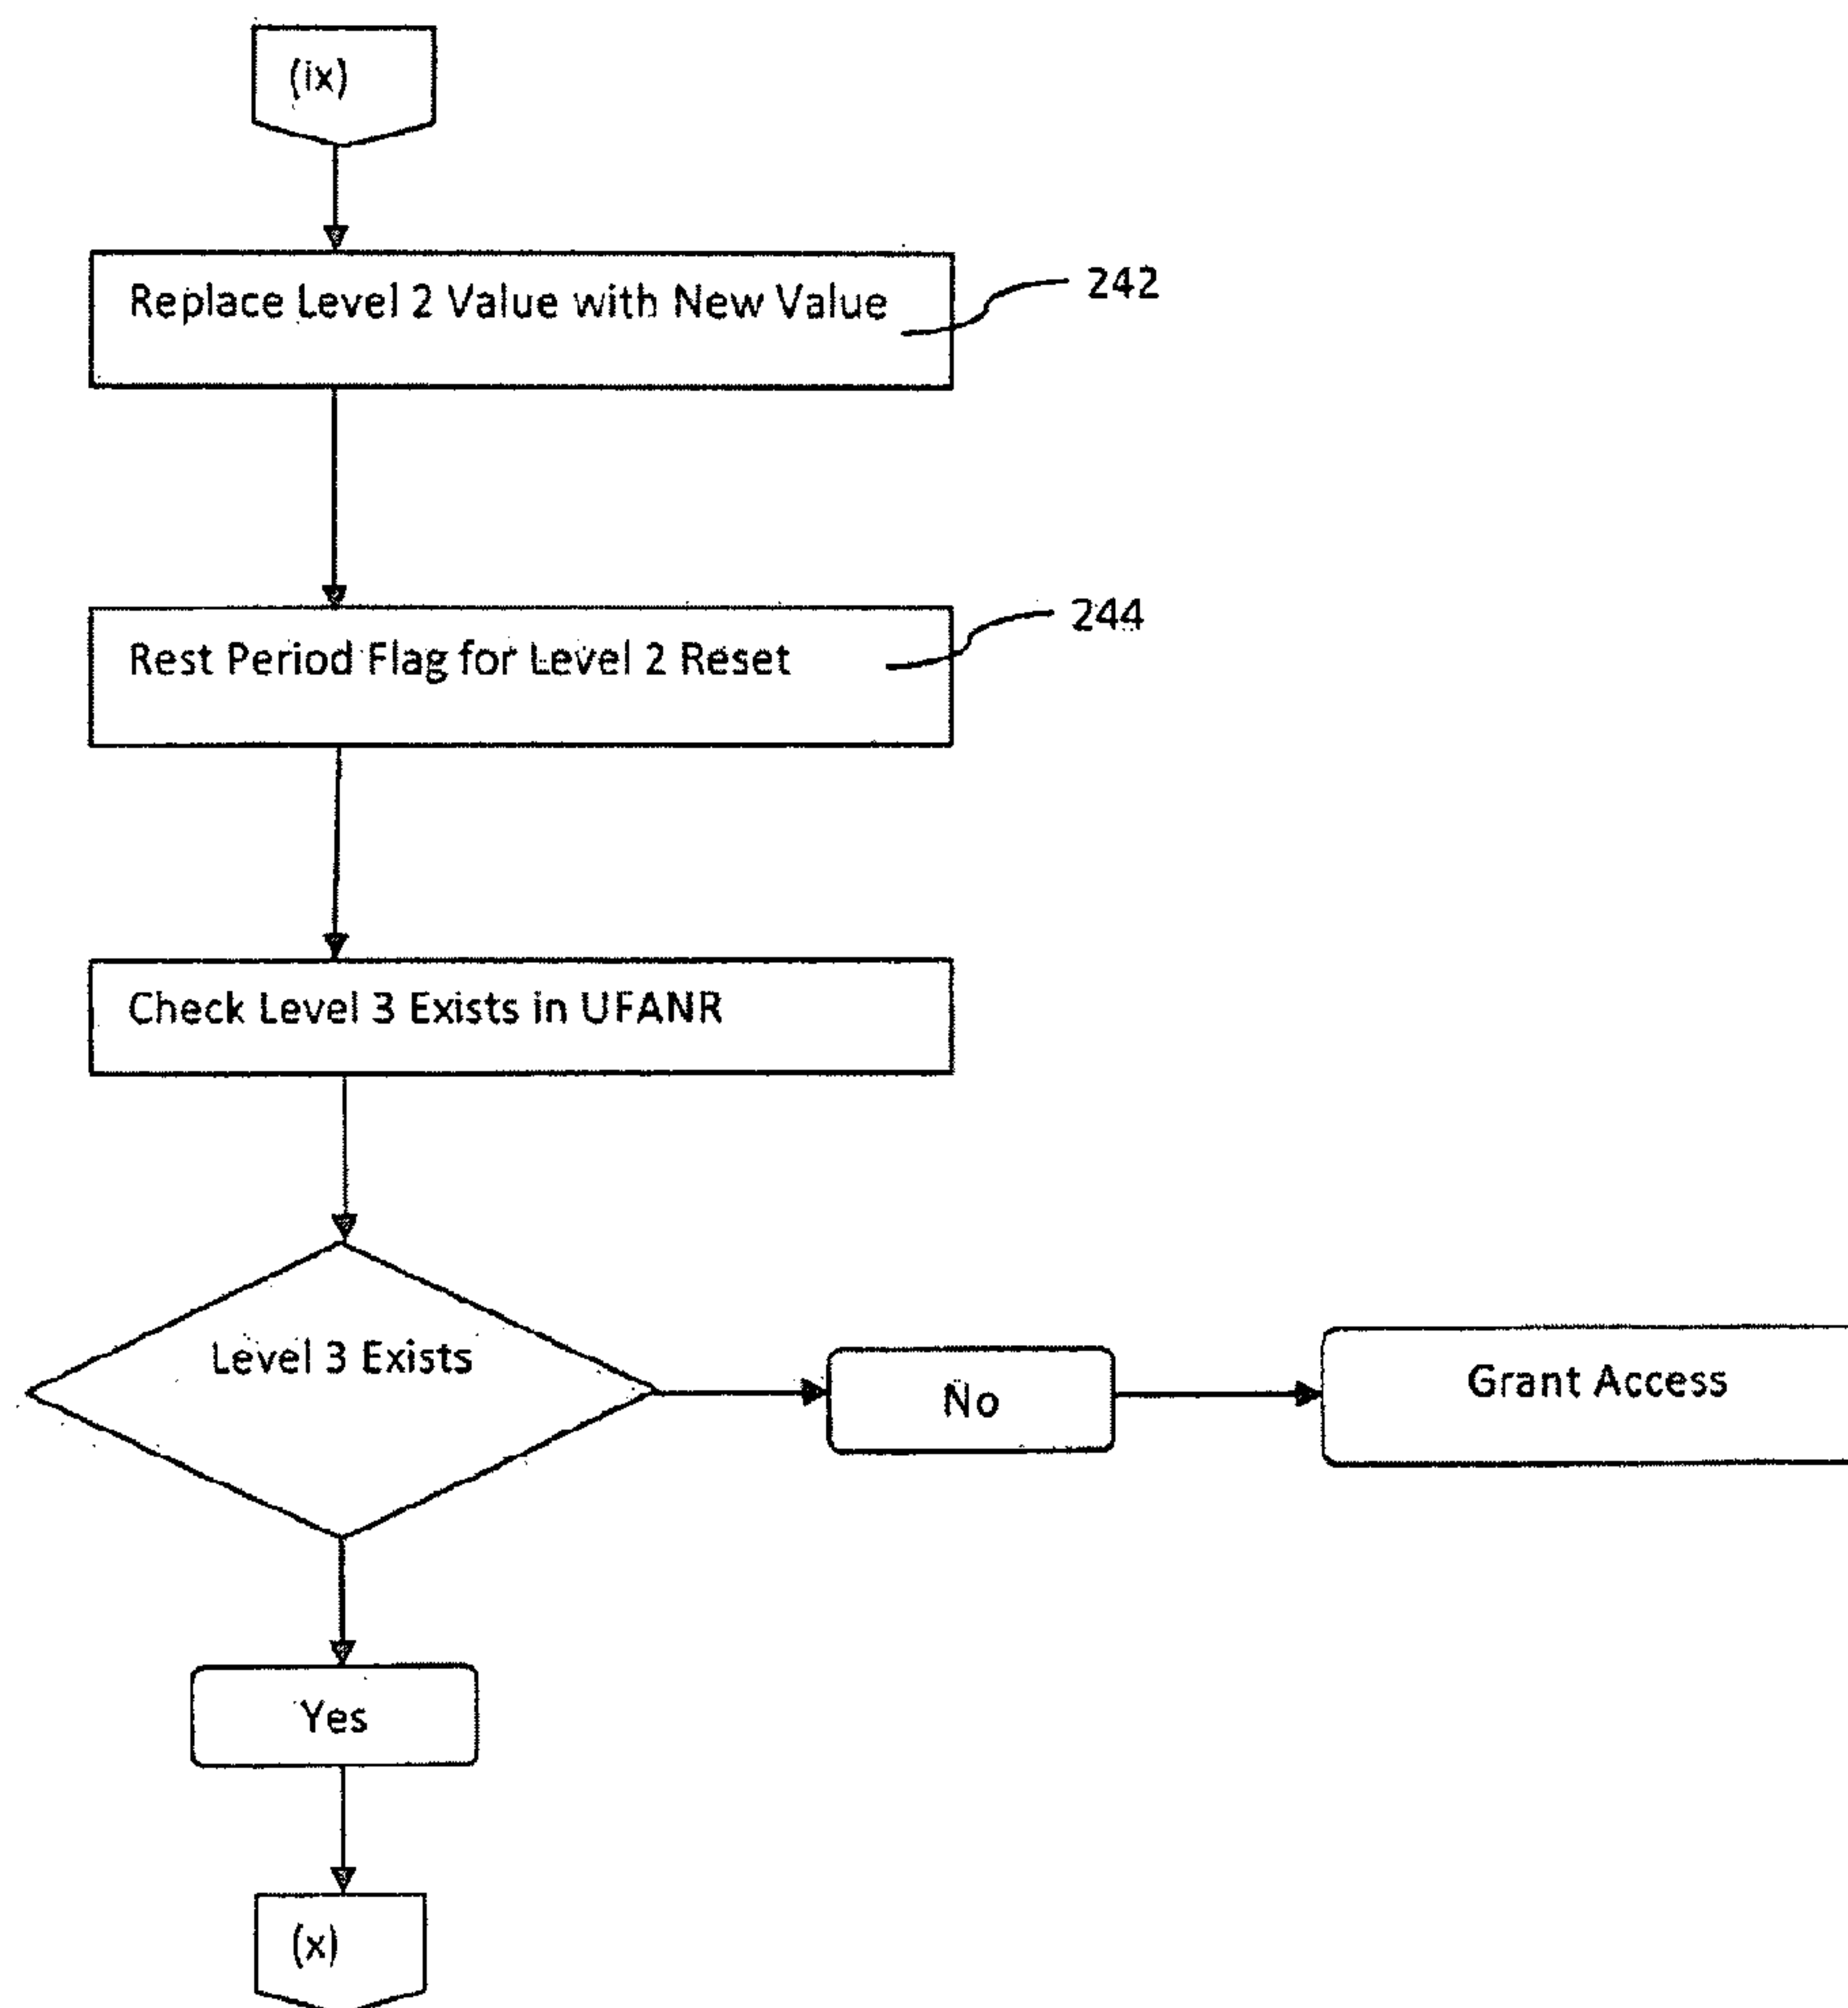 (ix)
Replace Level 2 Value with New Value
242
Rest Period Flag for Level 2 Reset
244
Check Level 3 Exists in UFANR
Level 3 Exists
No
Grant Access
Yes
(x)